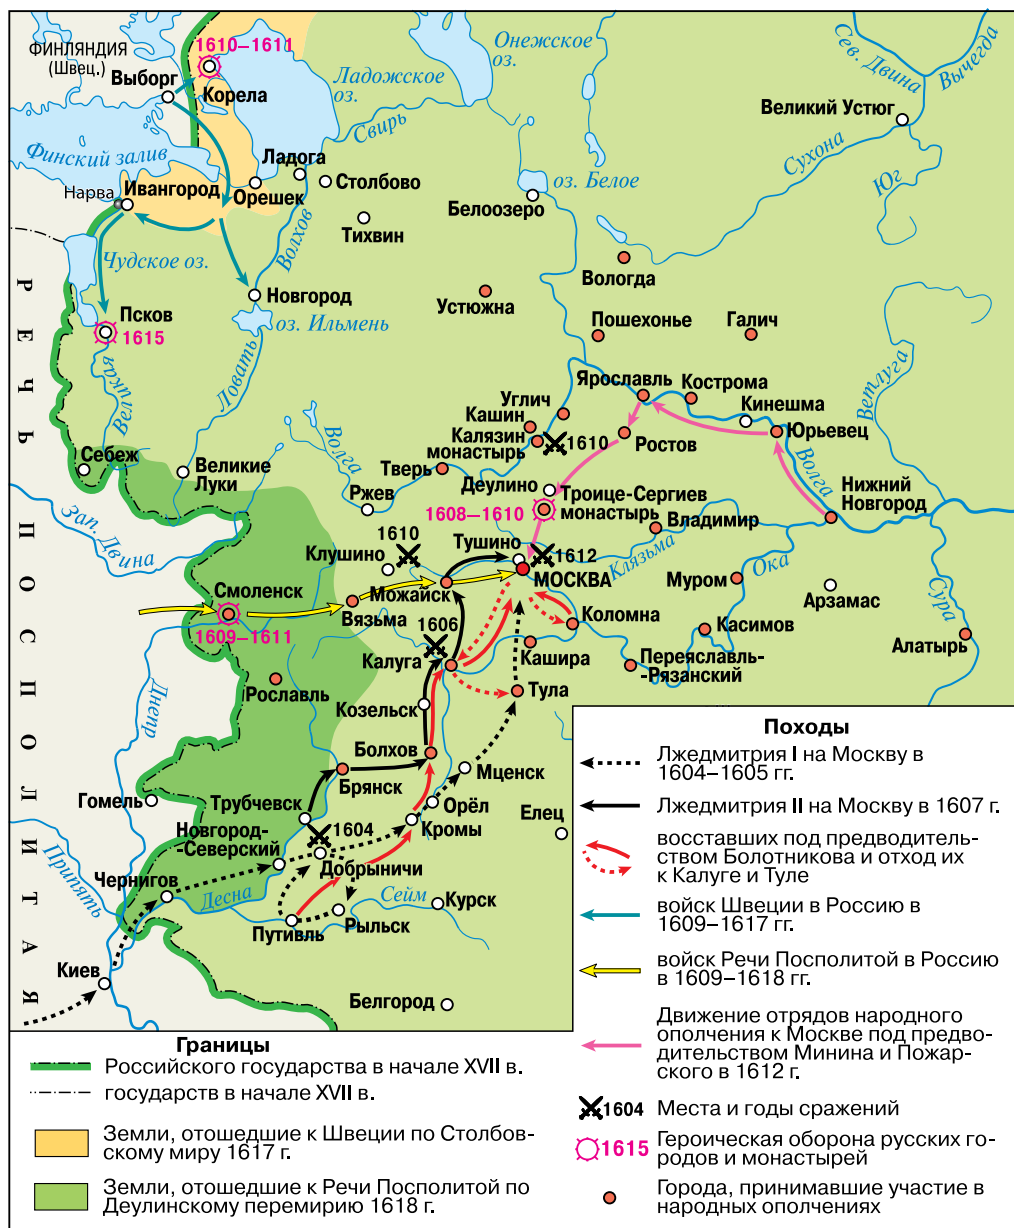 ФИНЛЯНДИЯ
(Швец.)
1610–1611
Выборг
Корела
Ладожское
оз.
Онежское
оз.
Сев. Двина
Вычегда
Великий Устюг
Сухона
Юг
Свирь
Финский залив
Ладога
Нарва
Ивангород
Орешек
Столбово
оз. Белое
Белоозеро
Тихвин
Волхов
Чудское оз.
Вологда
Новгород
оз. Ильмень
Устюжна
Псков
1615
Пошехонье
Галич
Великая
Ловать
Ветлуга
Ярославль
Кострома
Углич
Кашин
Калязин
монастырь
1610
Кинешма
Юрьевец
Ростов
Волга
Себеж
Великие
Луки
Волга
Тверь
Ржев
Деулино
Троице-Сергиев
монастырь
1608–1610
Нижний
Новгород
Владимир
Зап. Двина
1610
Клушино
Тушино
1612
МОСКВА
Клязьма
Ока
Муром
Сура
Арзамас
Смоленск
1609–1611
Вязьма
Можайск
Коломна
Касимов
Алатырь
1606
Калуга
Кашира
Переяславль-
-Рязанский
Днепр
Рославль
Тула
Козельск
Болхов
Мценск
Брянск
Гомель
Трубчевск
Орёл
Новгород-
-Северский
1604
Кромы
Елец
Добрыничи
Припять
Чернигов
Десна
Сейм
Курск
Путивль
Рыльск
Киев
Белгород
РЕЧЬ ПОСПОЛИТАЯ
Границы
Российского государства в начале XVII в.
государств в начале XVII в.
Земли, отошедшие к Швеции по Столбов-
скому миру 1617 г.
Земли, отошедшие к Речи Посполитой по
Деулинскому перемирию 1618 г.
Походы
Лжедмитрия I на Москву в
1604–1605 гг.
Лжедмитрия II на Москву в 1607 г.
восставших под предводитель-
ством Болотникова и отход их
к Калуге и Туле
войск Швеции в Россию в
1609–1617 гг.
войск Речи Посполитой в Россию
в 1609–1618 гг.
Движение отрядов народного
ополчения к Москве под предво-
дительством Минина и Пожар-
ского в 1612 г.
1604 Места и годы сражений
1615 Героическая оборона русских го-
родов и монастырей
Города, принимавшие участие в
народных ополчениях